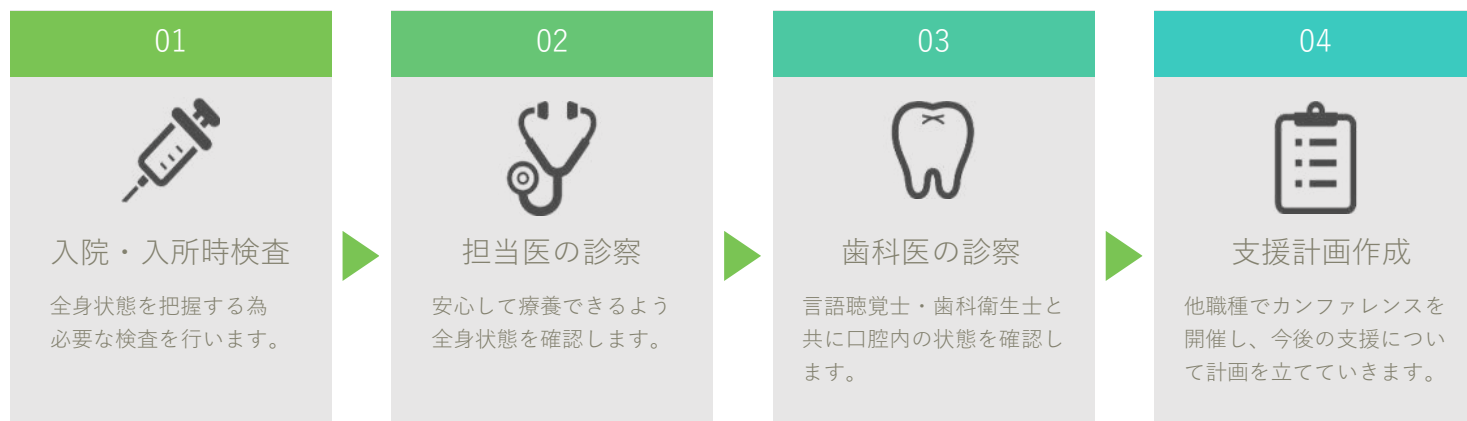 01
入院・入所時検査
全身状態を把握する為
必要な検査を行います。
02
担当医の診察
安心して療養できるよう
全身状態を確認します。
03
歯科医の診察
言語聴覚士・歯科衛生士と
共に口腔内の状態を確認し
ます。
04
支援計画作成
他職種でカンファレンスを
開催し、今後の支援につい
て計画を立てていきます。